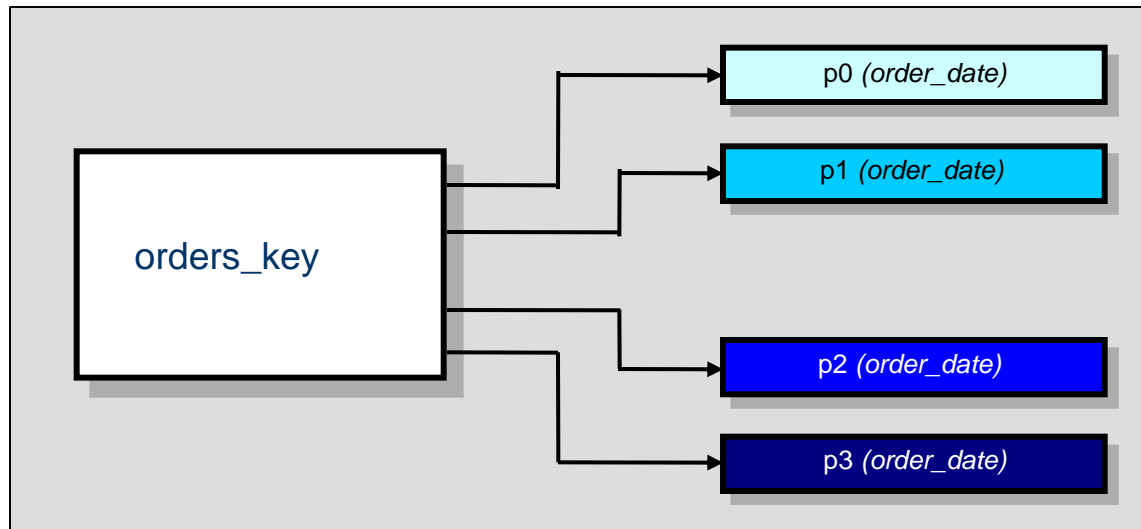 p0 (order_date)
p1 (order_date)
orders_key
p2 (order_date)
p3 (order_date)